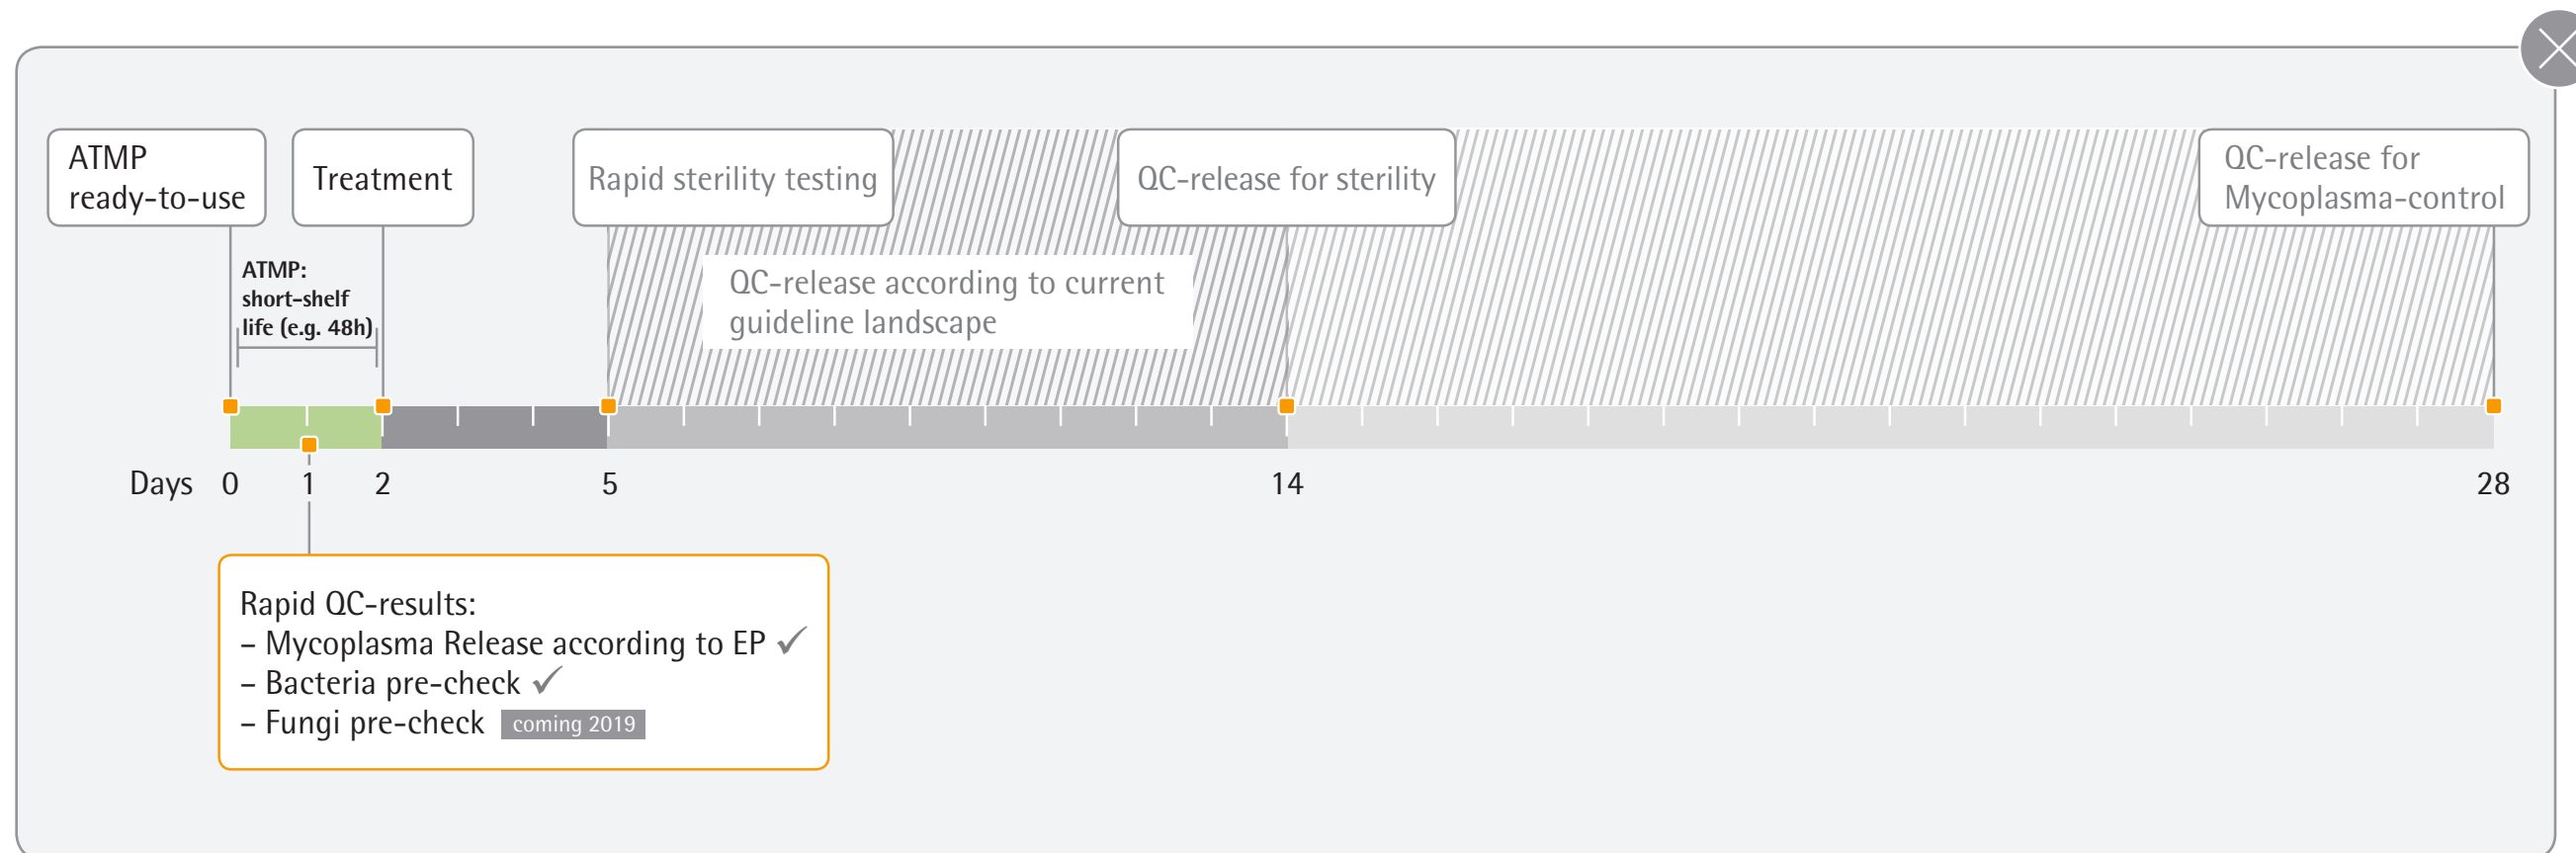 ATMP
ready-to-use
Treatment
Rapid sterility testing
QC-release for sterility
QC-release for
Mycoplasma-control
ATMP:
short-shelf
life (e.g. 48h)
QC-release according to current
guideline landscape
Days 0 1 2 5 14 28
Rapid QC-results:
– Mycoplasma Release according to EP ✓
– Bacteria pre-check ✓
– Fungi pre-check coming 2019